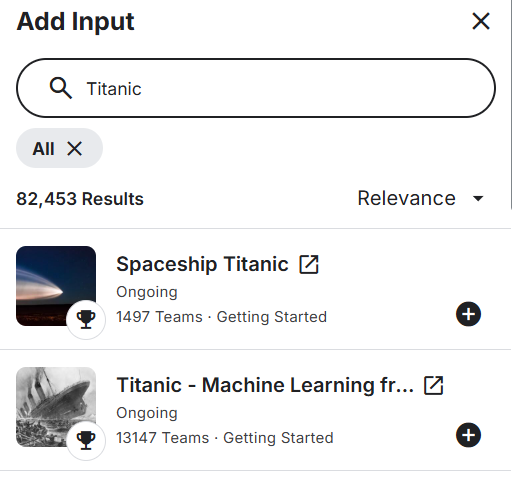 Add Input
Titanic
All
82,453 Results
Relevance
Spaceship Titanic
Ongoing
1497 Teams · Getting Started
Titanic - Machine Learning fr...
Ongoing
13147 Teams · Getting Started